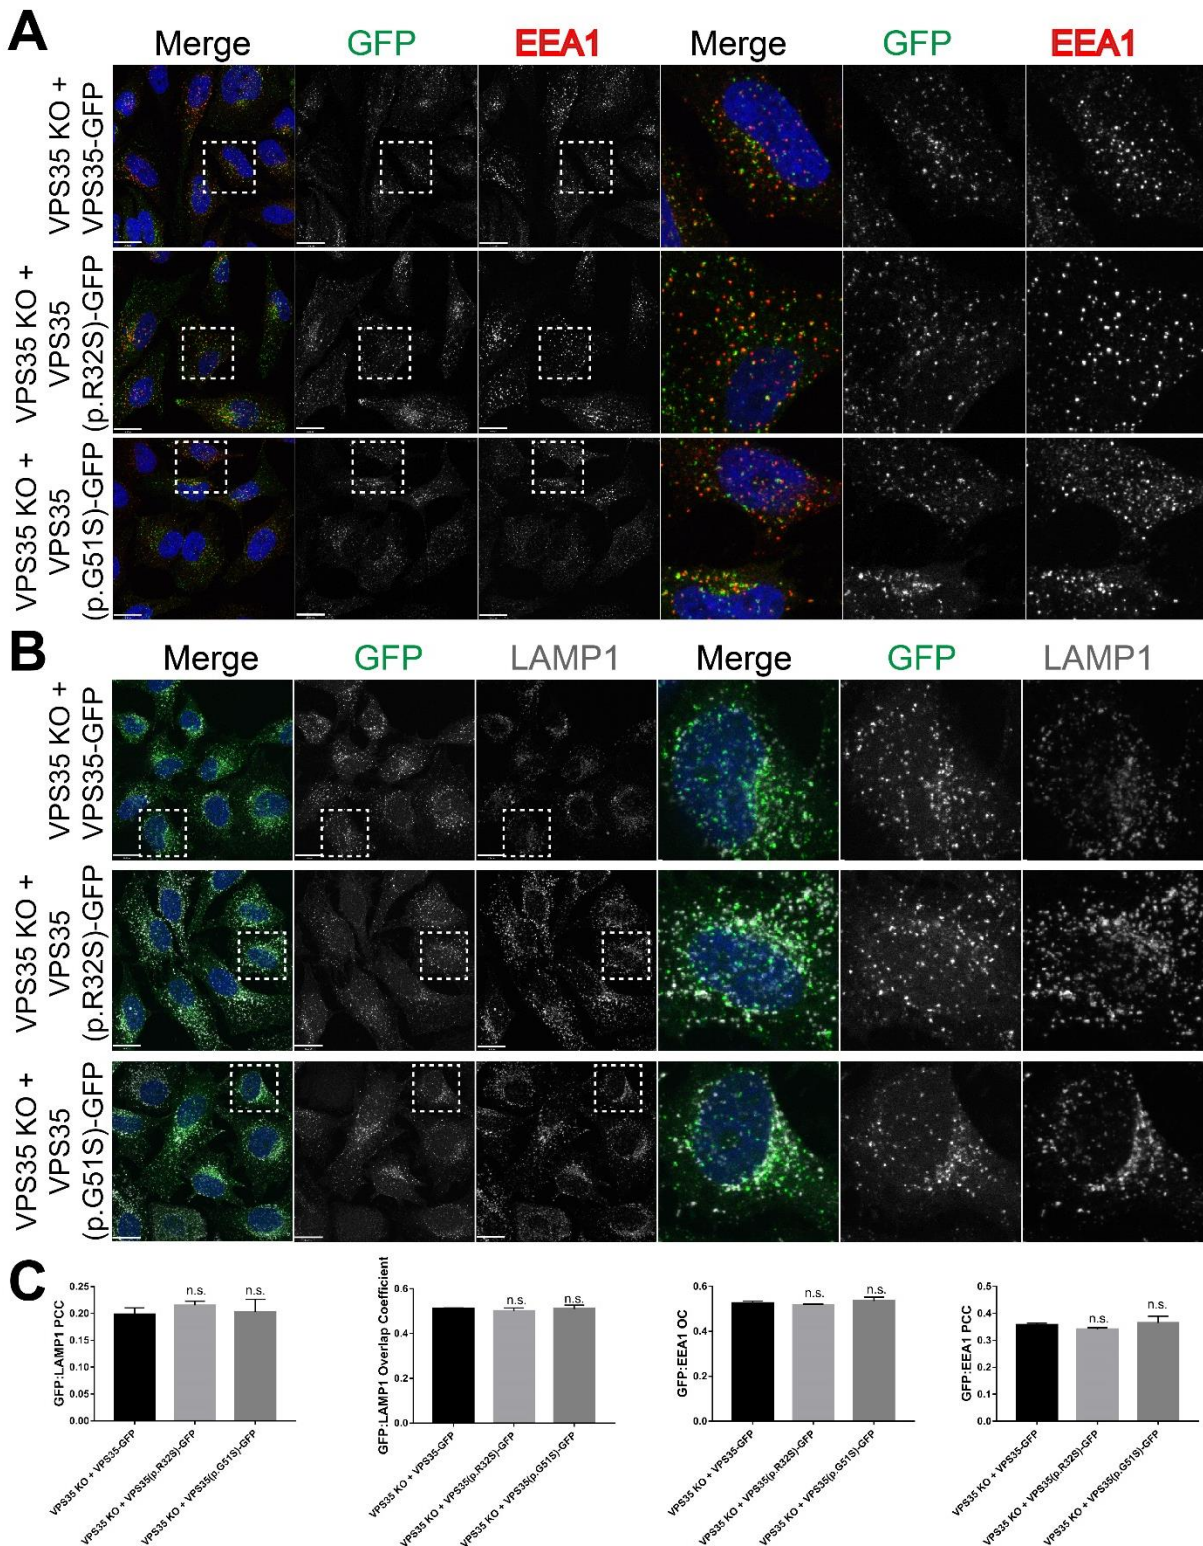 A
Merge GFP EEA1 Merge GFP EEA1
VPS35 KO +
VPS35-GFP
VPS35 KO +
VPS35
(p.R32S)-GFP
VPS35 KO +
VPS35
(p.G51S)-GFP
B
Merge GFP LAMP1 Merge GFP LAMP1
VPS35 KO +
VPS35-GFP
VPS35 KO +
VPS35
(p.R32S)-GFP
VPS35 KO +
VPS35
(p.G51S)-GFP
C
GFP:LAMP1 PCC
0.25
0.20
0.15
0.10
0.05
0.00
n.s.
n.s.
VPS35 KO + VPS35-GFP
VPS35 KO + VPS35(p.R32S)-GFP
VPS35 KO + VPS35(p.G51S)-GFP
GFP:LAMP1 Overlap Coefficient
0.6
0.4
0.2
0.0
n.s.
n.s.
VPS35 KO + VPS35-GFP
VPS35 KO + VPS35(p.R32S)-GFP
VPS35 KO + VPS35(p.G51S)-GFP
GFP:EEA1 OC
0.6
0.4
0.2
0.0
n.s.
n.s.
VPS35 KO + VPS35-GFP
VPS35 KO + VPS35(p.R32S)-GFP
VPS35 KO + VPS35(p.G51S)-GFP
GFP:EEA1 PCC
0.5
0.4
0.3
0.2
0.1
0.0
n.s.
n.s.
VPS35 KO + VPS35-GFP
VPS35 KO + VPS35(p.R32S)-GFP
VPS35 KO + VPS35(p.G51S)-GFP